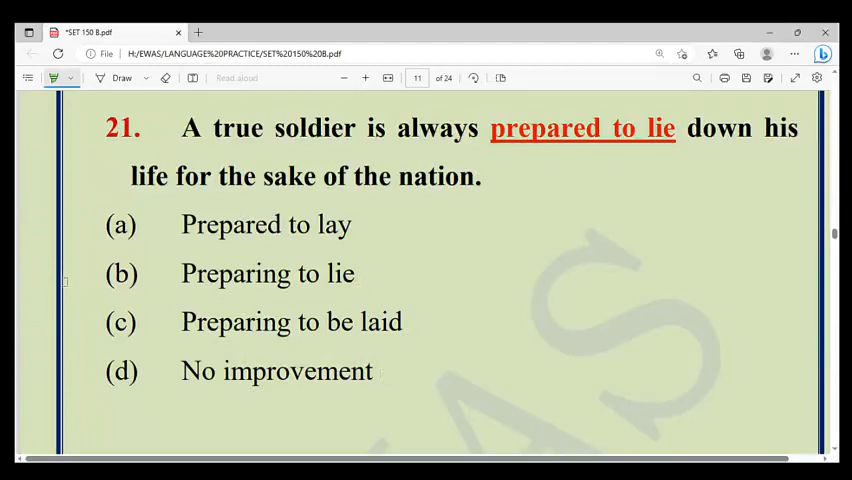 *SET 150 B.pdf
File
H:/EWAS/LANGUAGE%20PRACTICE/SET%20150%20B.pdf
Draw
Read aloud
11 of 24
21. A true soldier is always prepared to lie down his
life for the sake of the nation.
(a) Prepared to lay
(b) Preparing to lie
(c) Preparing to be laid
(d) No improvement